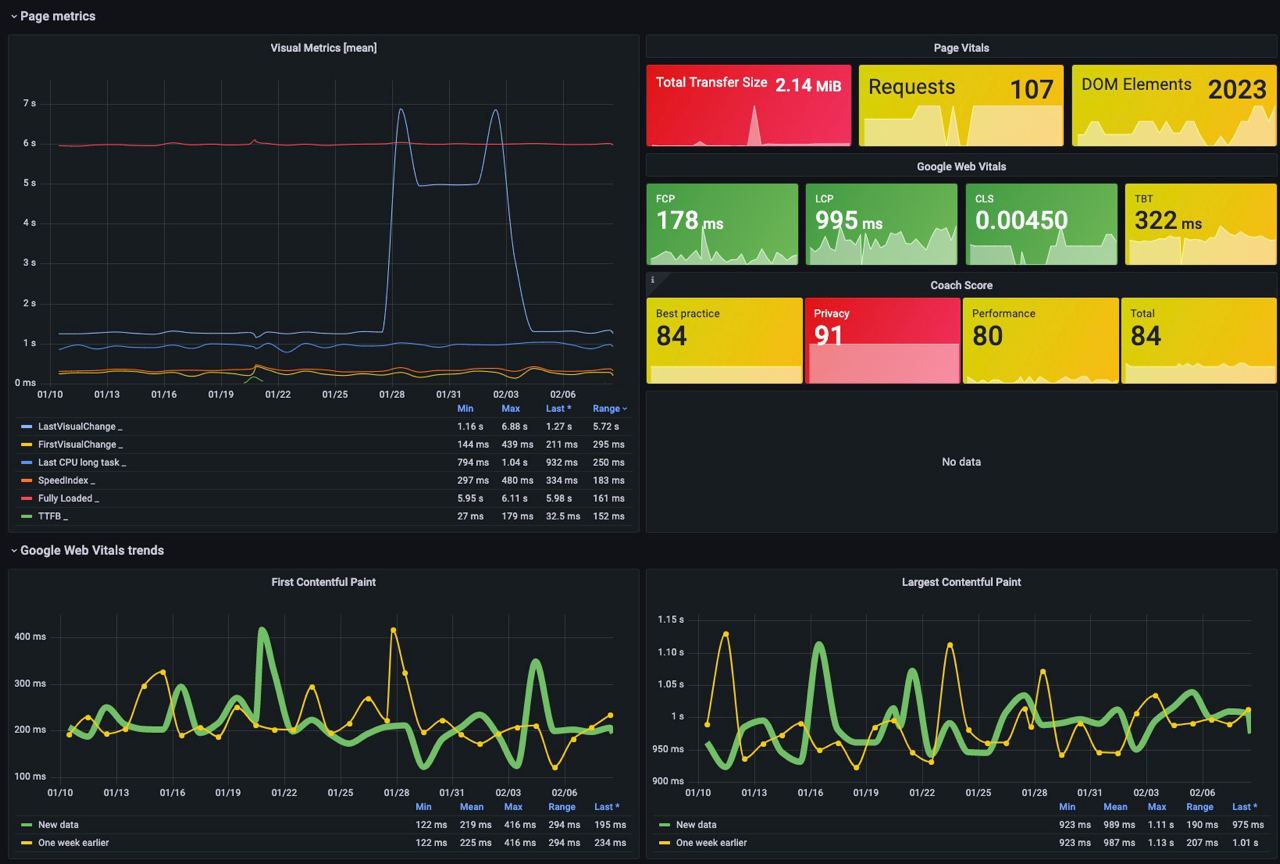 Page metrics
Visual Metrics [mean]
7 s
6 s
5 s
4 s
3 s
2 s
1 s
0 ms
01/10 01/13 01/16 01/19 01/22 01/25 01/28 01/31 02/03 02/06
Min Max Last * Range
LastVisualChange _ 1.16 s 6.88 s 1.27 s 5.72 s
FirstVisualChange _ 144 ms 439 ms 211 ms 295 ms
Last CPU long task _ 794 ms 1.04 s 932 ms 250 ms
SpeedIndex _ 297 ms 480 ms 334 ms 183 ms
Fully Loaded _ 5.95 s 6.11 s 5.98 s 161 ms
TTFB _ 27 ms 179 ms 32.5 ms 152 ms
Page Vitals
Total Transfer Size 2.14 MiB
Requests 107
DOM Elements 2023
Google Web Vitals
FCP
178 ms
LCP
995 ms
CLS
0.00450
TBT
322 ms
i
Coach Score
Best practice
84
Privacy
91
Performance
80
Total
84
No data
Google Web Vitals trends
First Contentful Paint
400 ms
300 ms
200 ms
100 ms
01/10 01/13 01/16 01/19 01/22 01/25 01/28 01/31 02/03 02/06
Min Mean Max Range Last *
New data 122 ms 219 ms 416 ms 294 ms 195 ms
One week earlier 122 ms 225 ms 416 ms 294 ms 234 ms
Largest Contentful Paint
1.15 s
1.10 s
1.05 s
1 s
950 ms
900 ms
01/10 01/13 01/16 01/19 01/22 01/25 01/28 01/31 02/03 02/06
Min Mean Max Range Last *
New data 923 ms 989 ms 1.11 s 190 ms 975 ms
One week earlier 923 ms 987 ms 1.13 s 207 ms 1.01 s